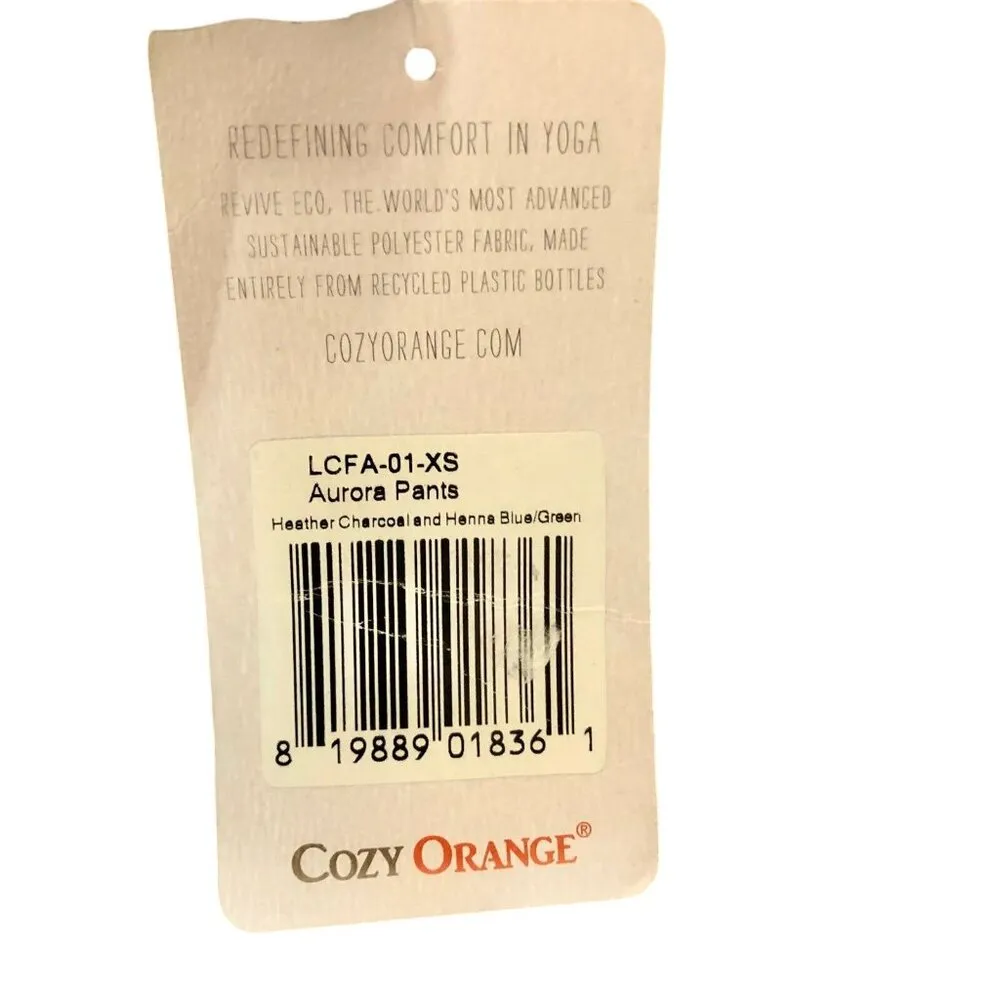 REDEFINING COMFORT IN YOGA
REVIVE ECO, THE WORLD'S MOST ADVANCED
SUSTAINABLE POLYESTER FABRIC, MADE
ENTIRELY FROM RECYCLED PLASTIC BOTTLES
COZYORANGE.COM
LCFA-01-XS
Aurora Pants
Heather Charcoal and Henna Blue/Green
8 19889 01836 1
COZY ORANGE®